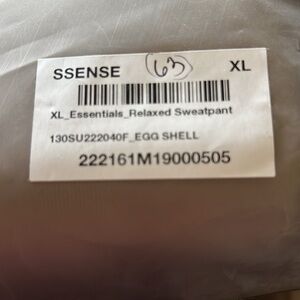 SSENSE (63) XL
XL_Essentials_Relaxed Sweatpant
130SU222040F_EGG SHELL
222161M19000505